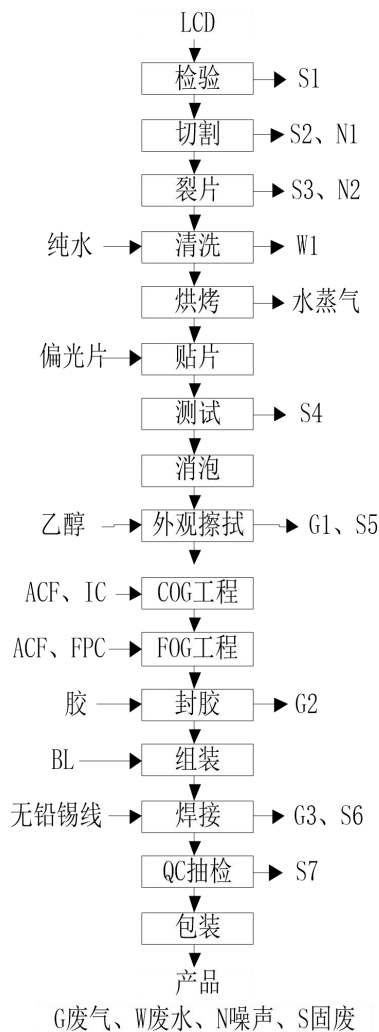 LCD
检验 S1
切割 S2、N1
裂片 S3、N2
纯水 清洗 W1
烘烤 水蒸气
偏光片 贴片
测试 S4
消泡
乙醇 外观擦拭 G1、S5
ACF、IC COG工程
ACF、FPC FOG工程
胶 封胶 G2
BL 组装
无铅锡线 焊接 G3、S6
QC抽检 S7
包装
产品
G废气、W废水、N噪声、S固废